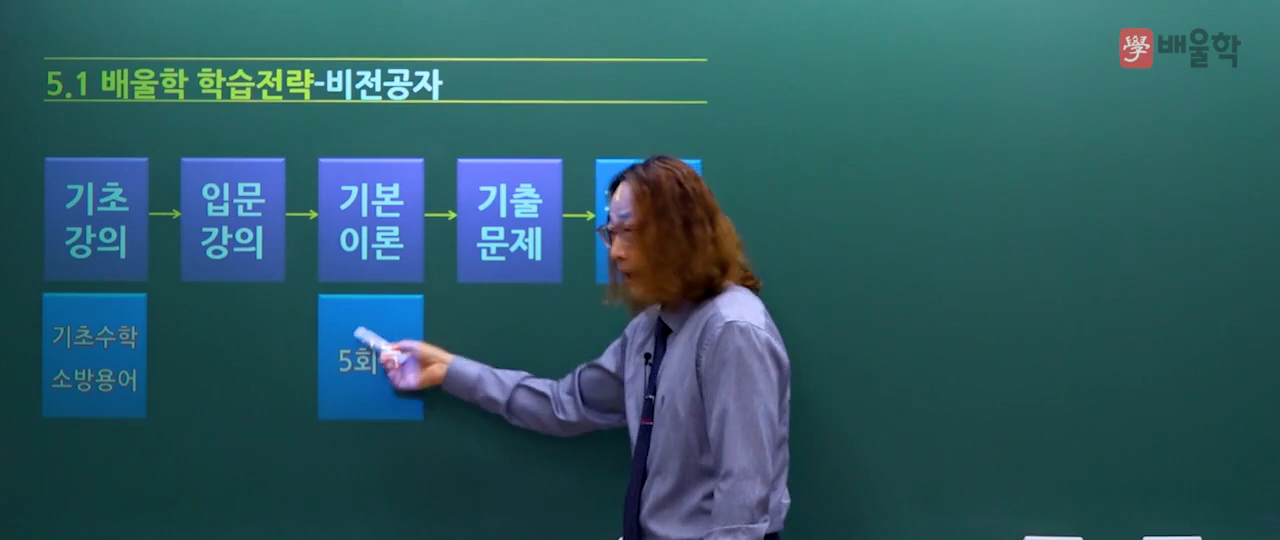 學 배울학
5.1 배울학 학습전략-비전공자
기초
강의
입문
강의
기본
이론
기출
문제
기초수학
소방용어
5회